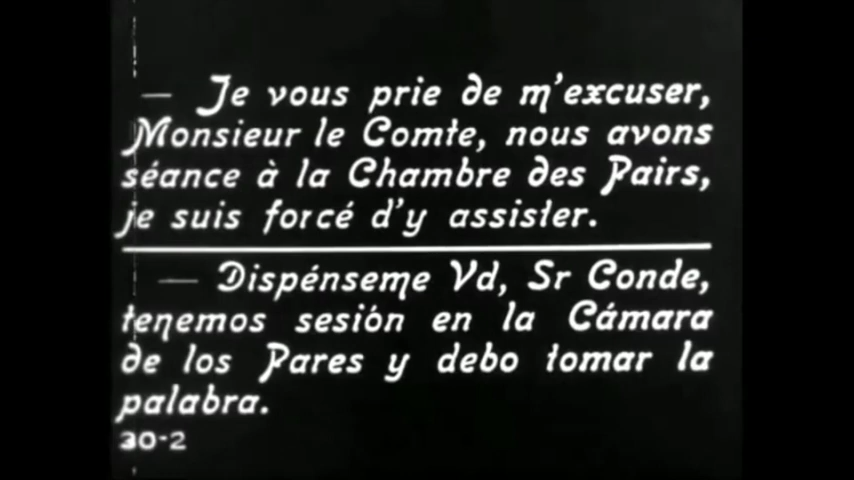 — Je vous prie de m'excuser,
Monsieur le Comte, nous avons
séance à la Chambre des Pairs,
je suis forcé d'y assister.
— Dispénseme Vd, Sr Conde,
tenemos sesión en la Cámara
de los Pares y debo tomar la
palabra.
30-2